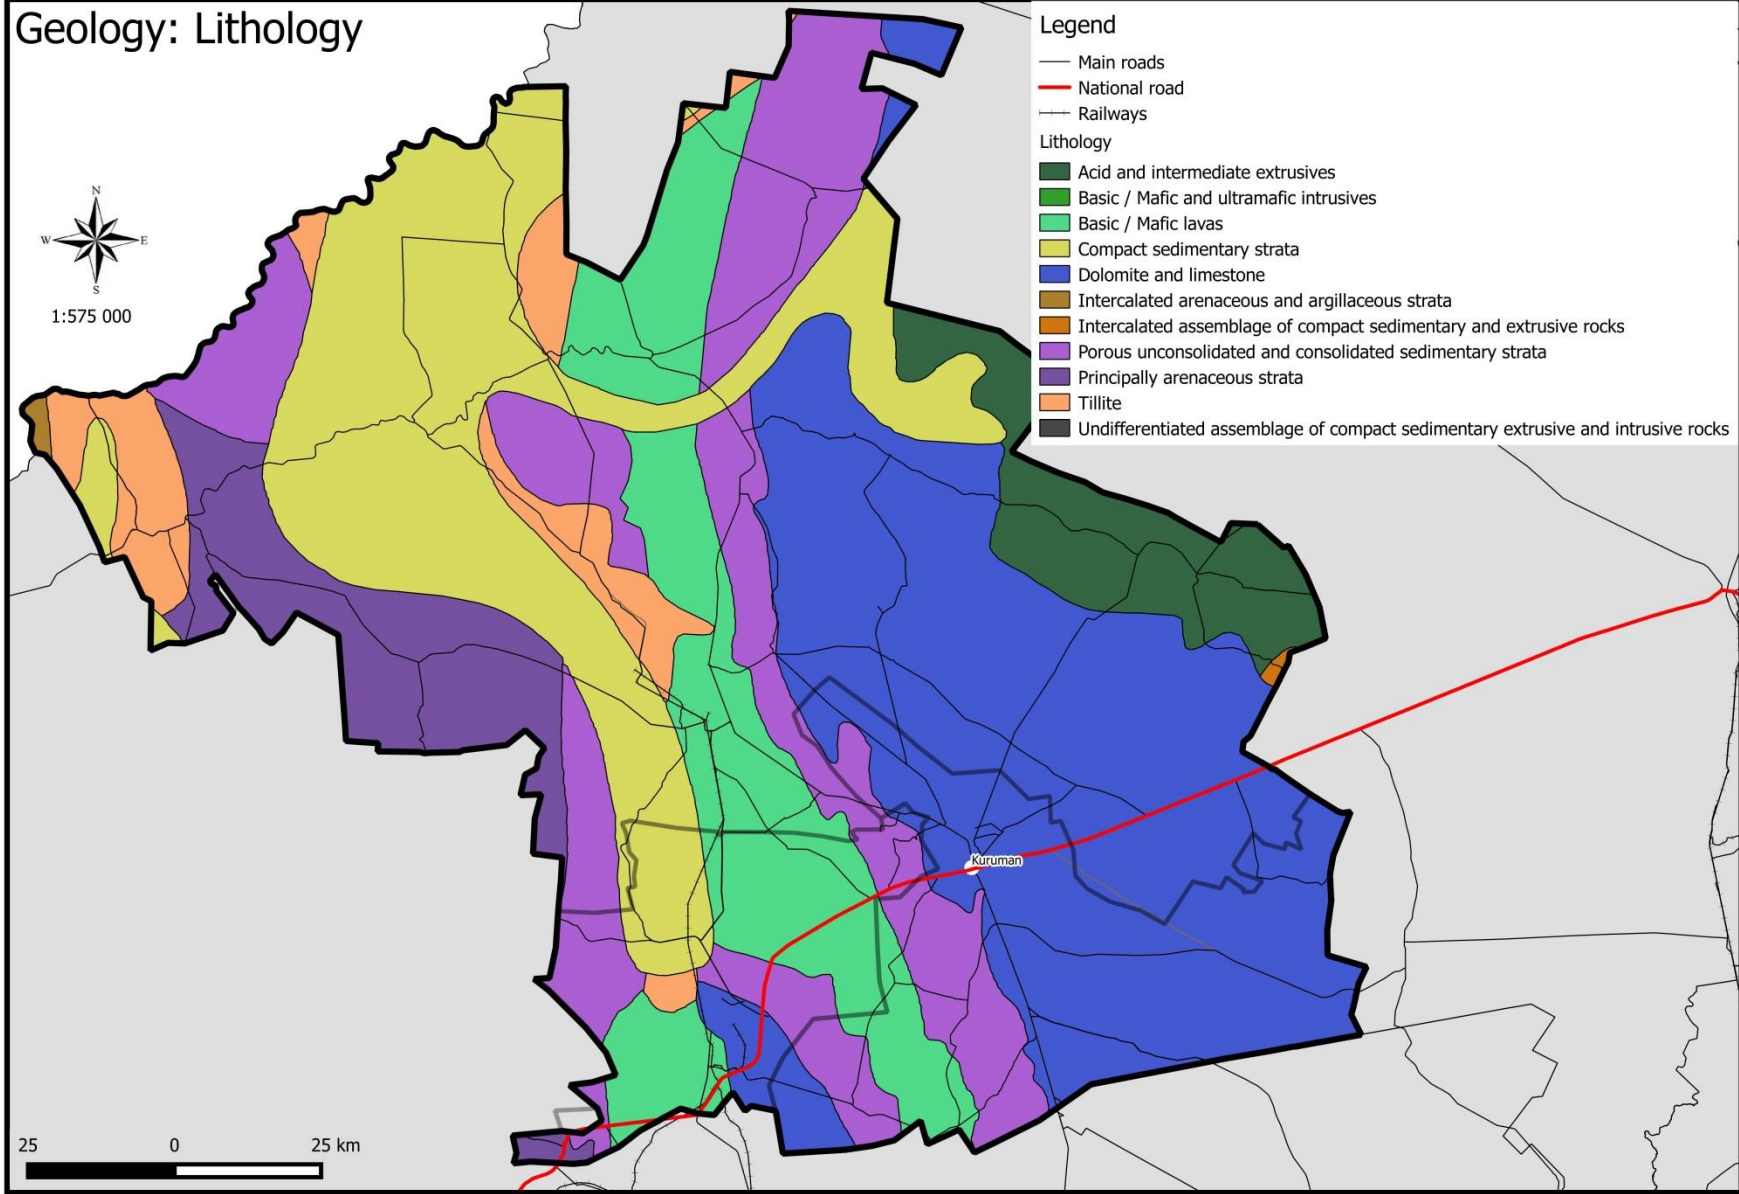 Geology: Lithology
Legend
Main roads
National road
Railways
Lithology
Acid and intermediate extrusives
Basic / Mafic and ultramafic intrusives
Basic / Mafic lavas
Compact sedimentary strata
Dolomite and limestone
Intercalated arenaceous and argillaceous strata
Intercalated assemblage of compact sedimentary and extrusive rocks
Porous unconsolidated and consolidated sedimentary strata
Principally arenaceous strata
Tillite
Undifferentiated assemblage of compact sedimentary extrusive and intrusive rocks
N
W E
S
1:575 000
Kuruman
25 0 25 km